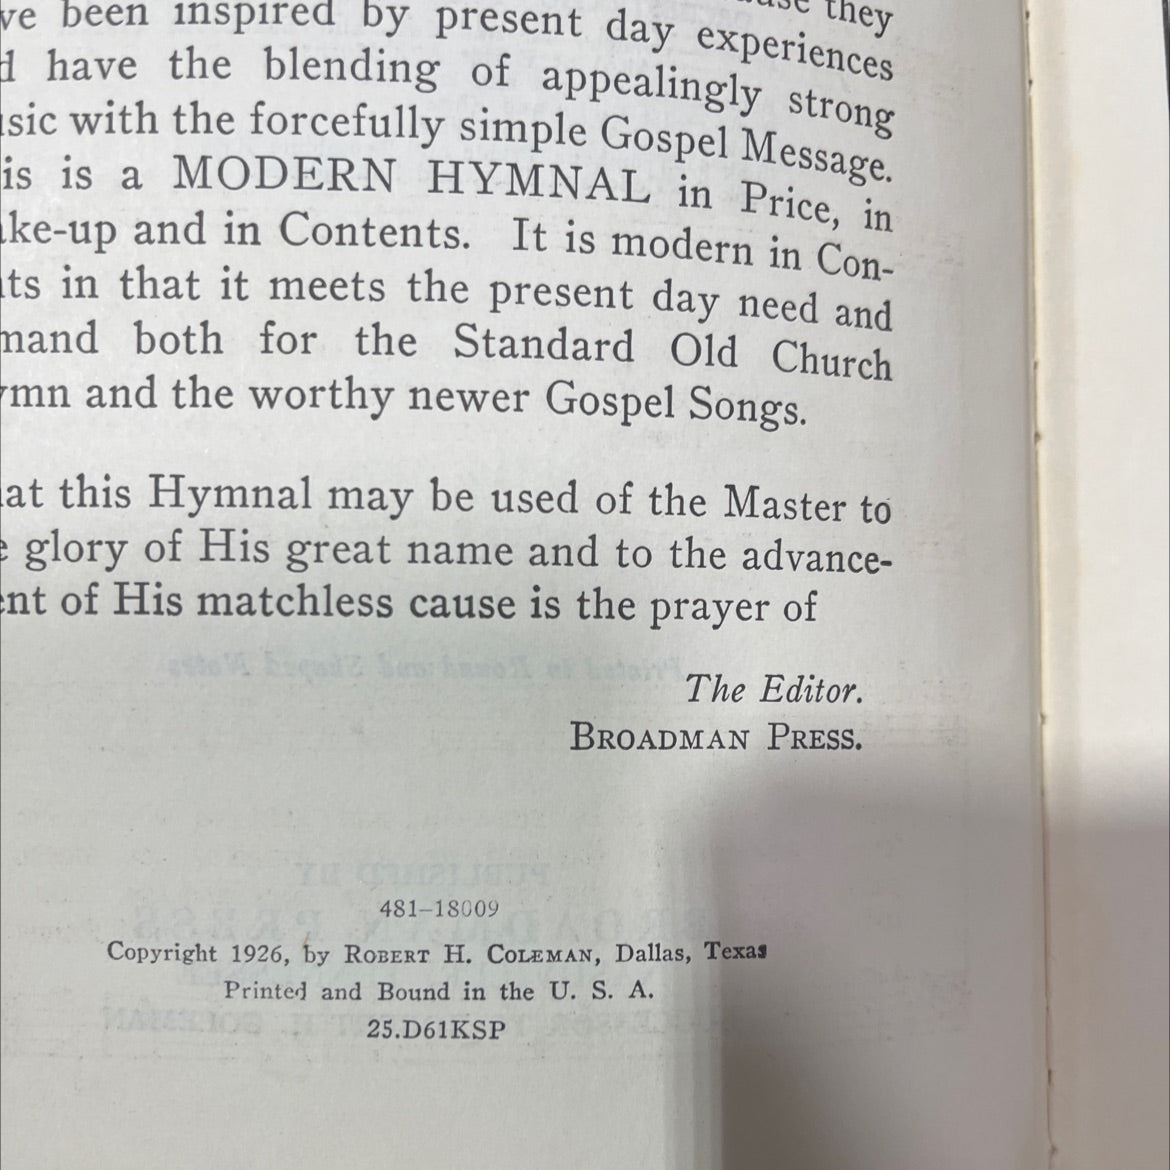 use they
ve been inspired by present day experiences
d have the blending of appealingly strong
usic with the forcefully simple Gospel Message.
is is a MODERN HYMNAL in Price, in
ke-up and in Contents. It is modern in Con-
ts in that it meets the present day need and
mand both for the Standard Old Church
ymn and the worthy newer Gospel Songs.
at this Hymnal may be used of the Master to
e glory of His great name and to the advance-
ent of His matchless cause is the prayer of
The Editor.
BROADMAN PRESS.
481-18009
Copyright 1926, by ROBERT H. COLEMAN, Dallas, Texas
Printed and Bound in the U. S. A.
25.D61KSP